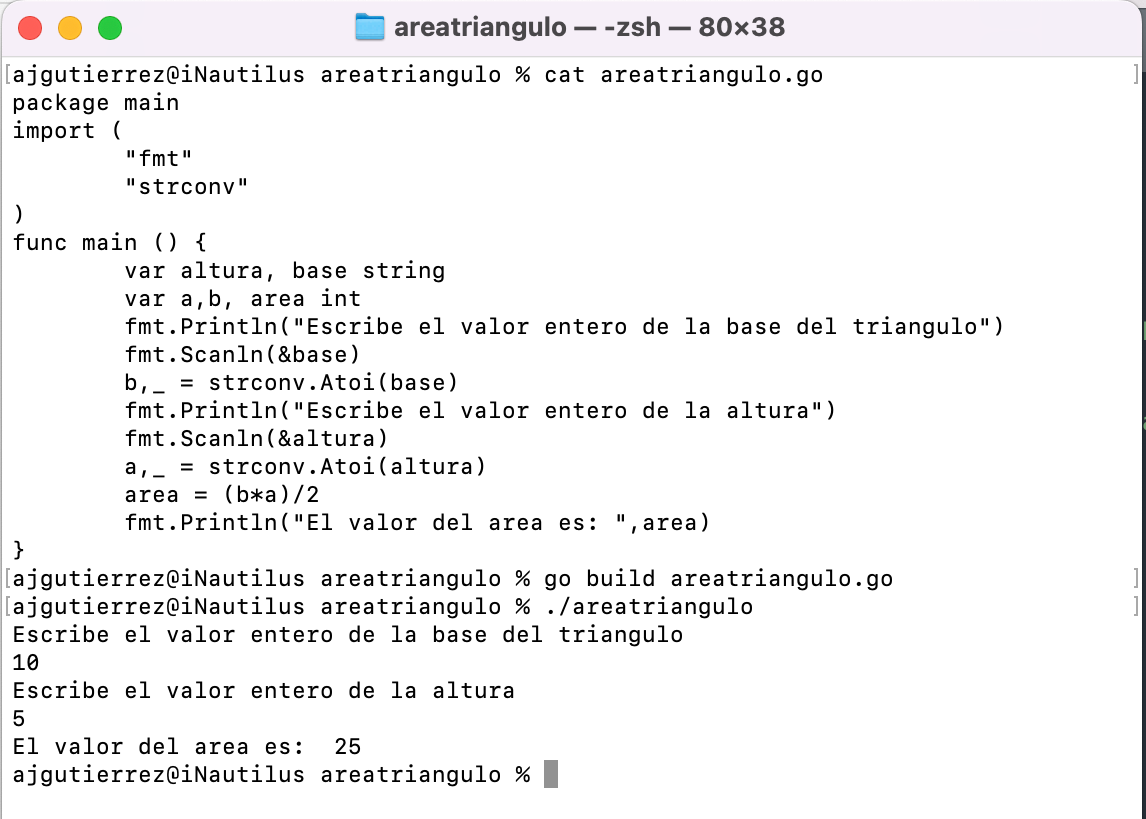 areatriangulo — -zsh — 80×38
[ajgutierrez@iNautilus areatriangulo % cat areatriangulo.go ]
package main
import (
        "fmt"
        "strconv"
)
func main () {
        var altura, base string
        var a,b, area int
        fmt.Println("Escribe el valor entero de la base del triangulo")
        fmt.Scanln(&base)
        b,_ = strconv.Atoi(base)
        fmt.Println("Escribe el valor entero de la altura")
        fmt.Scanln(&altura)
        a,_ = strconv.Atoi(altura)
        area = (b*a)/2
        fmt.Println("El valor del area es: ",area)
}
[ajgutierrez@iNautilus areatriangulo % go build areatriangulo.go ]
[ajgutierrez@iNautilus areatriangulo % ./areatriangulo ]
Escribe el valor entero de la base del triangulo
10
Escribe el valor entero de la altura
5
El valor del area es:  25
ajgutierrez@iNautilus areatriangulo %